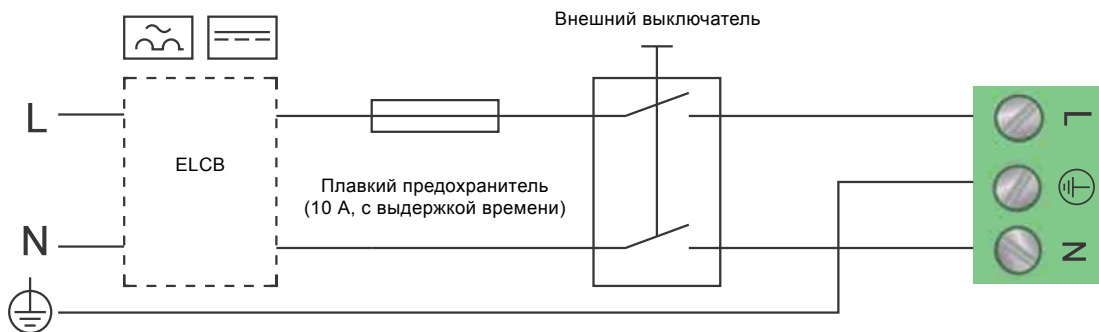 Внешний выключатель
L
L
ELCB
Плавкий предохранитель
(10 А, с выдержкой времени)
N
N